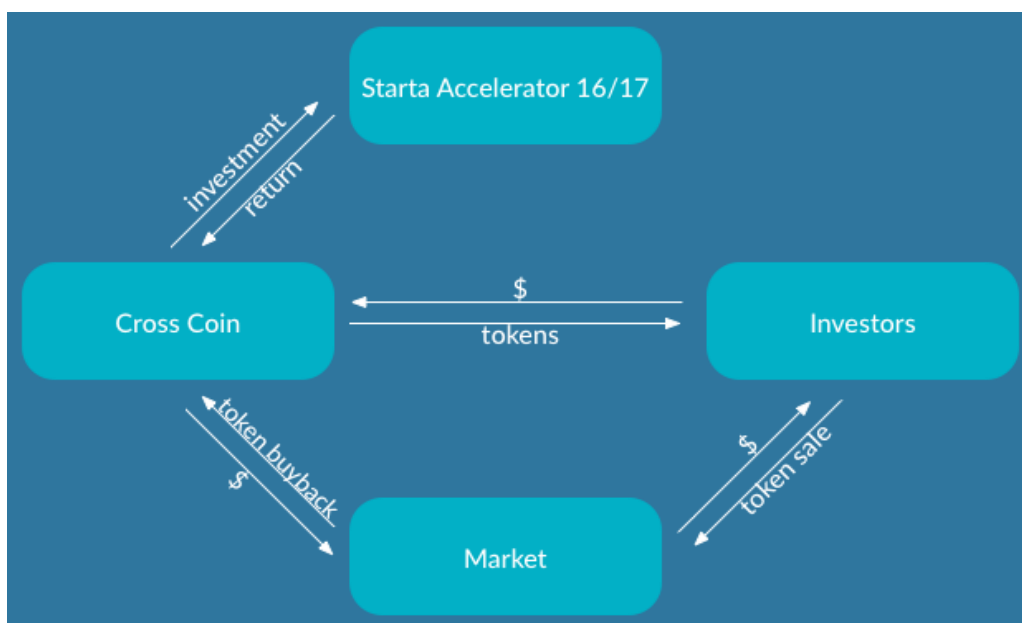 Starta Accelerator 16/17
investment
return
Cross Coin
$
tokens
Investors
token buyback
$
$
token sale
Market